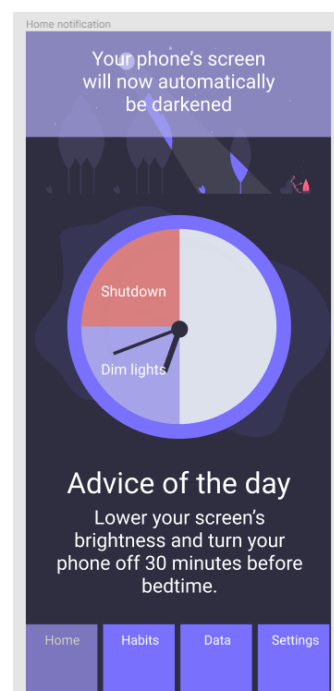 Home notification
Your phone's screen
will now automatically
be darkened
Shutdown
Dim lights
Advice of the day
Lower your screen's
brightness and turn your
phone off 30 minutes before
bedtime.
Home
Habits
Data
Settings